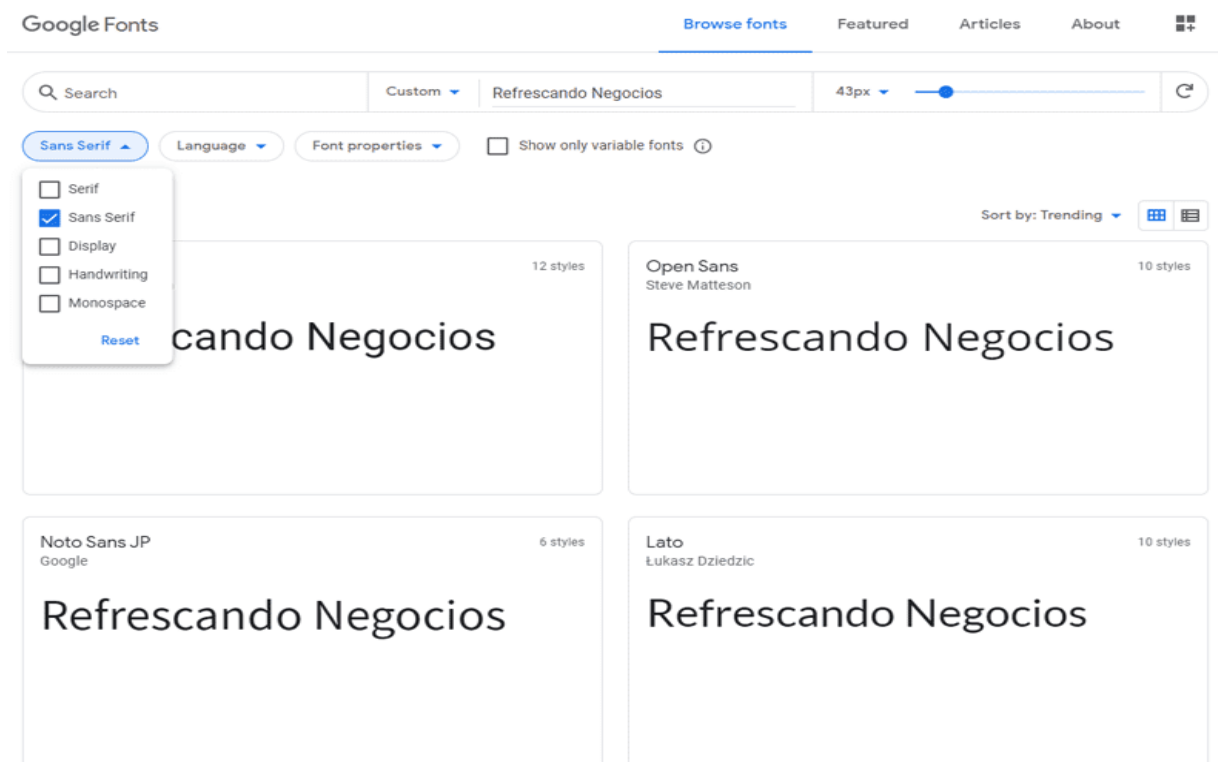 Google Fonts
Browse fonts
Featured
Articles
About
Search
Custom
Refrescando Negocios
43px
Sans Serif
Language
Font properties
Show only variable fonts
Serif
Sans Serif
Display
Handwriting
Monospace
Reset
Sort by: Trending
12 styles
cando Negocios
Open Sans
10 styles
Steve Matteson
Refrescando Negocios
Noto Sans JP
6 styles
Google
Refrescando Negocios
Lato
10 styles
Łukasz Dziedzic
Refrescando Negocios